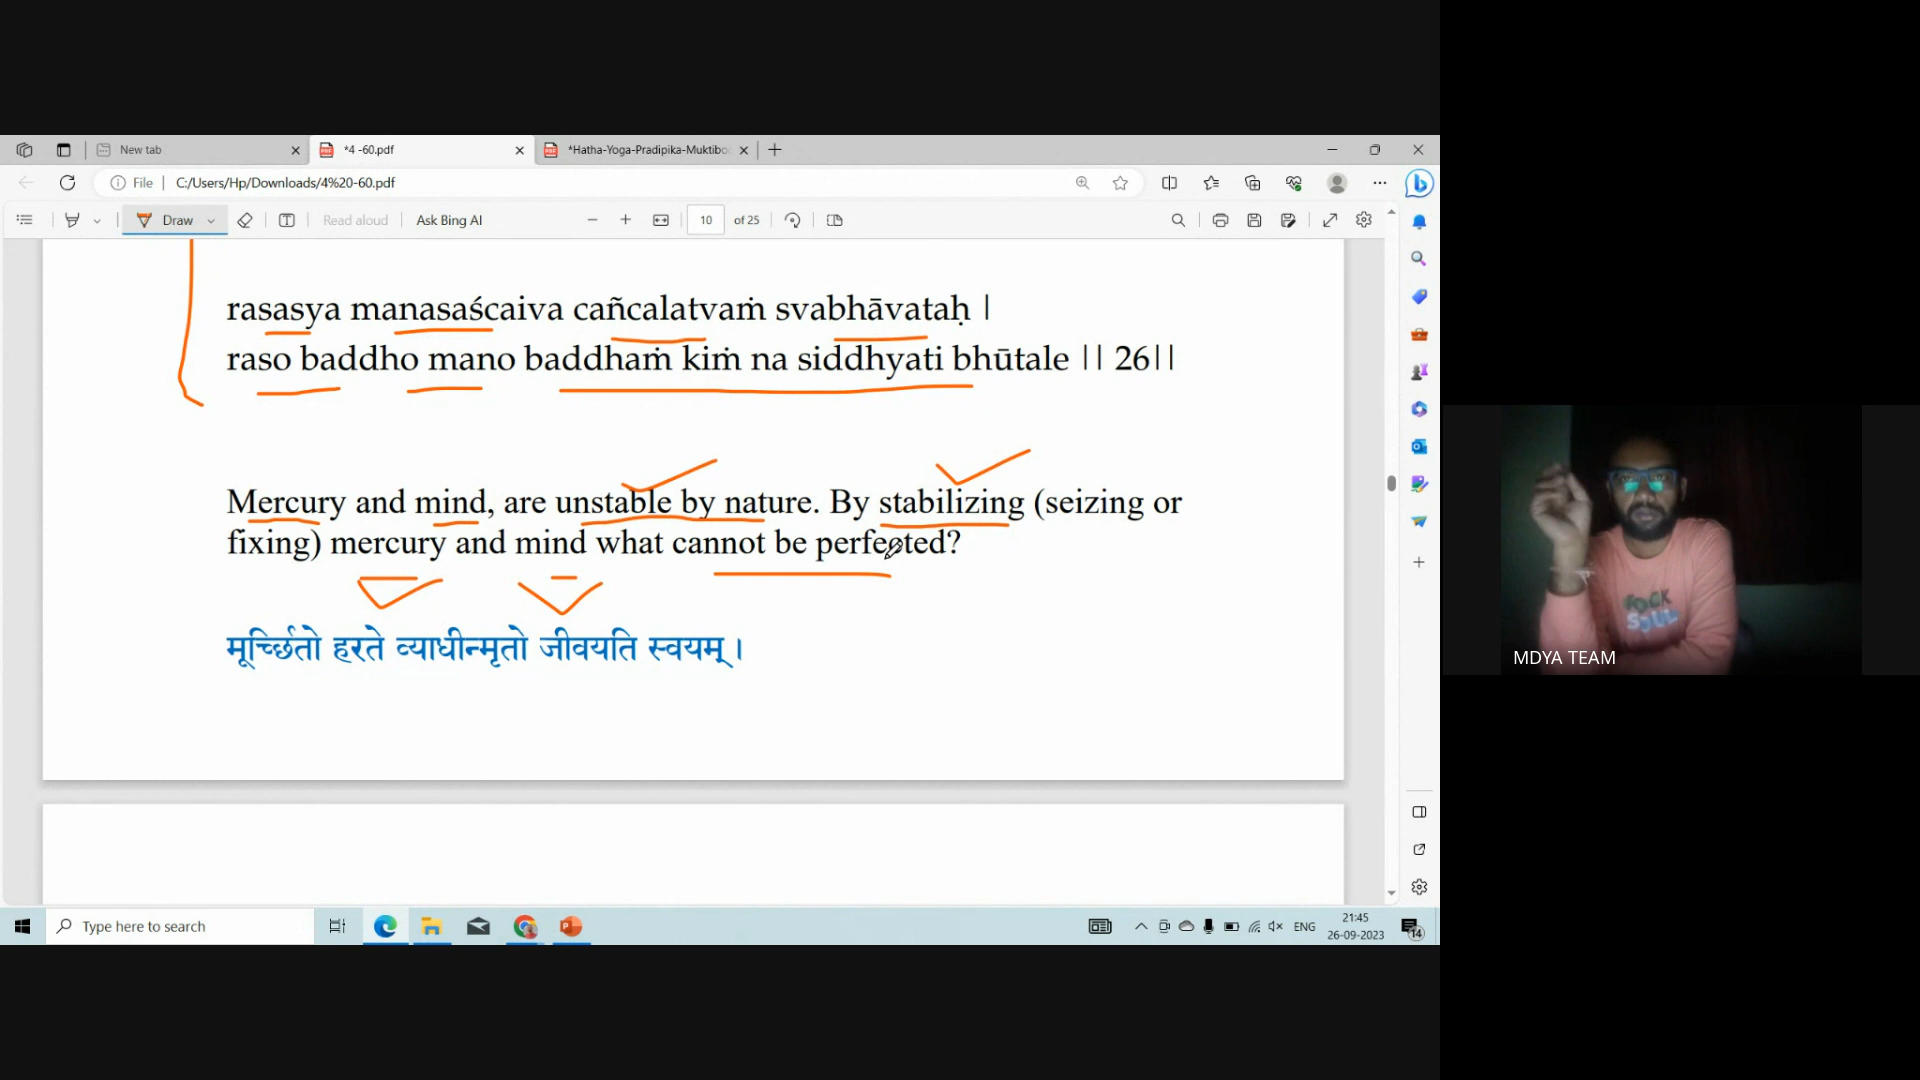 New tab
*4 -60.pdf
*Hatha-Yoga-Pradipika-Muktibo
File
C:/Users/Hp/Downloads/4%20-60.pdf
Draw
Read aloud
Ask Bing AI
10 of 25
rasasya manasaścaiva cañcalatvaṁ svabhāvataḥ |
raso baddho mano baddhaṁ kiṁ na siddhyati bhūtale || 26||
Mercury and mind, are unstable by nature. By stabilizing (seizing or
fixing) mercury and mind what cannot be perfected?
मूर्च्छितो हरते व्याधीन्मृतो जीवयति स्वयम् ।
MDYA TEAM
Type here to search
ENG
21:45
26-09-2023
14